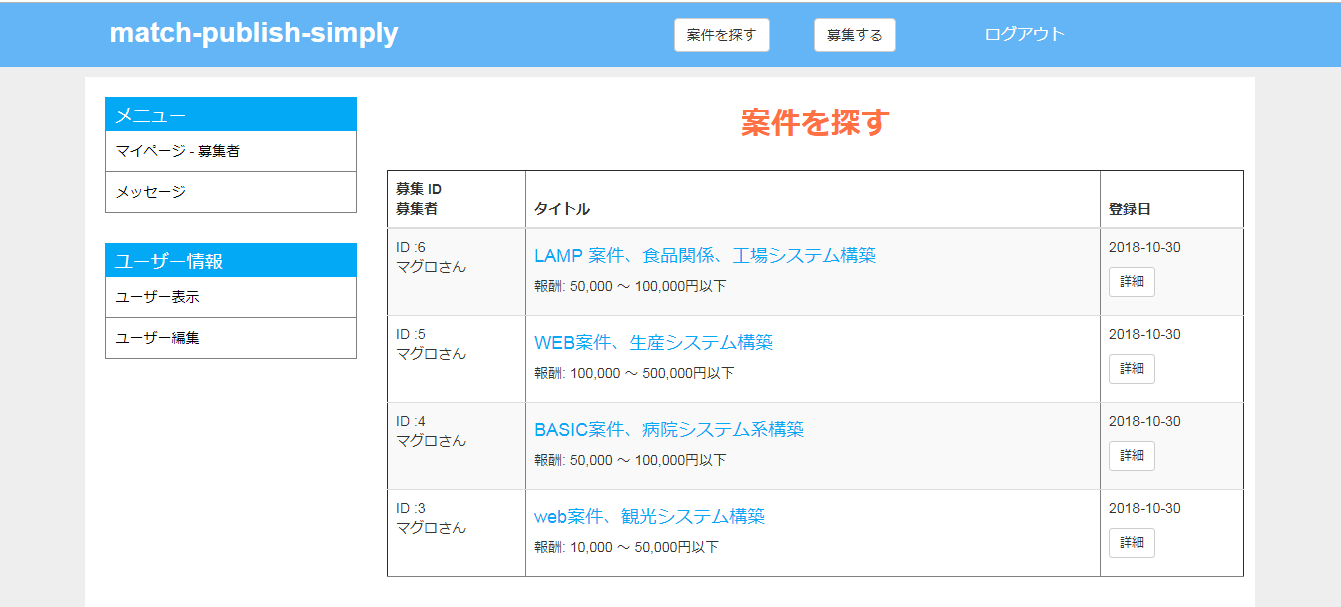 match-publish-simply
案件を探す
募集する
ログアウト
メニュー
マイページ - 募集者
メッセージ
ユーザー情報
ユーザー表示
ユーザー編集
案件を探す
募集 ID
募集者
タイトル
登録日
ID :6
マグロさん
LAMP 案件、食品関係、工場システム構築
報酬: 50,000 ～ 100,000円以下
2018-10-30
詳細
ID :5
マグロさん
WEB案件、生産システム構築
報酬: 100,000 ～ 500,000円以下
2018-10-30
詳細
ID :4
マグロさん
BASIC案件、病院システム系構築
報酬: 50,000 ～ 100,000円以下
2018-10-30
詳細
ID :3
マグロさん
web案件、観光システム構築
報酬: 10,000 ～ 50,000円以下
2018-10-30
詳細